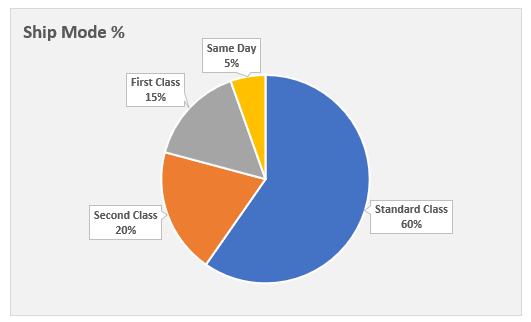 Ship Mode %
Same Day
5%
First Class
15%
Second Class
20%
Standard Class
60%